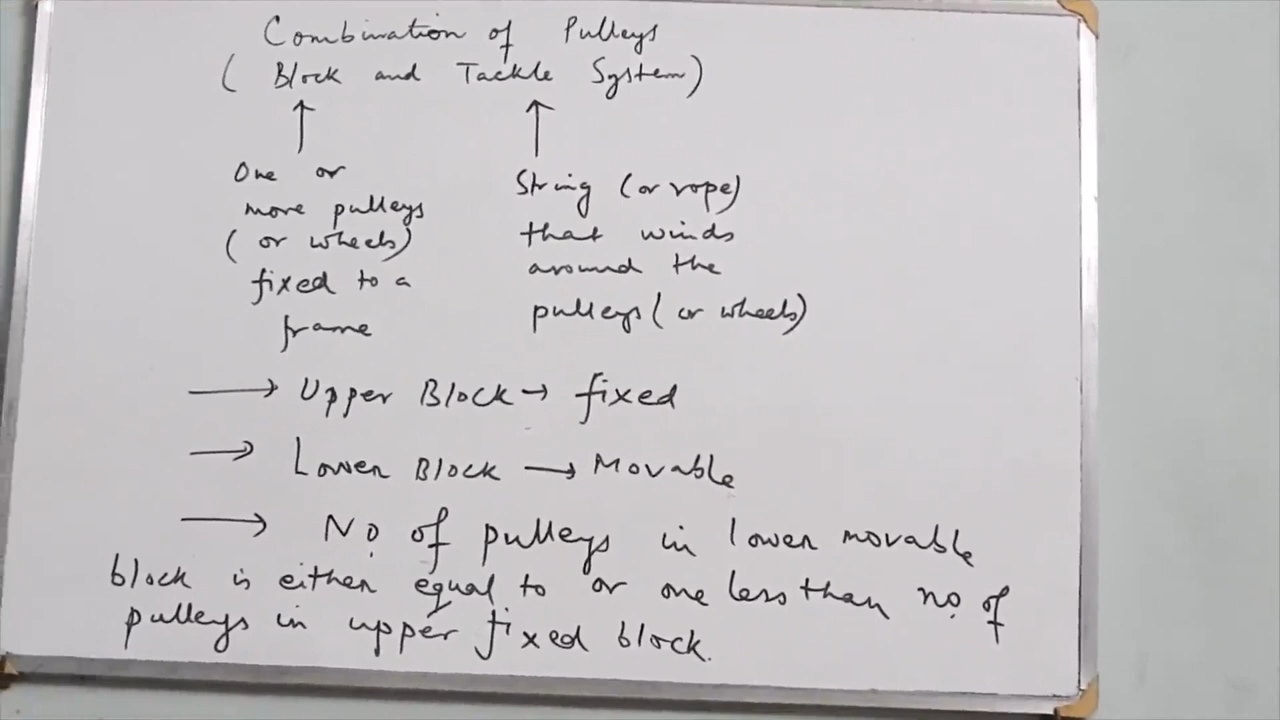 Combination of Pulleys
( Block and Tackle System)
One or
more pulleys
( or wheels)
fixed to a
frame
String (or rope)
that winds
around the
pulleys ( or wheels)
→ Upper Block → fixed
→ Lower Block → Movable
→ No. of pulleys in lower movable
block is either equal to or one less than no. of
pulleys in upper fixed block.